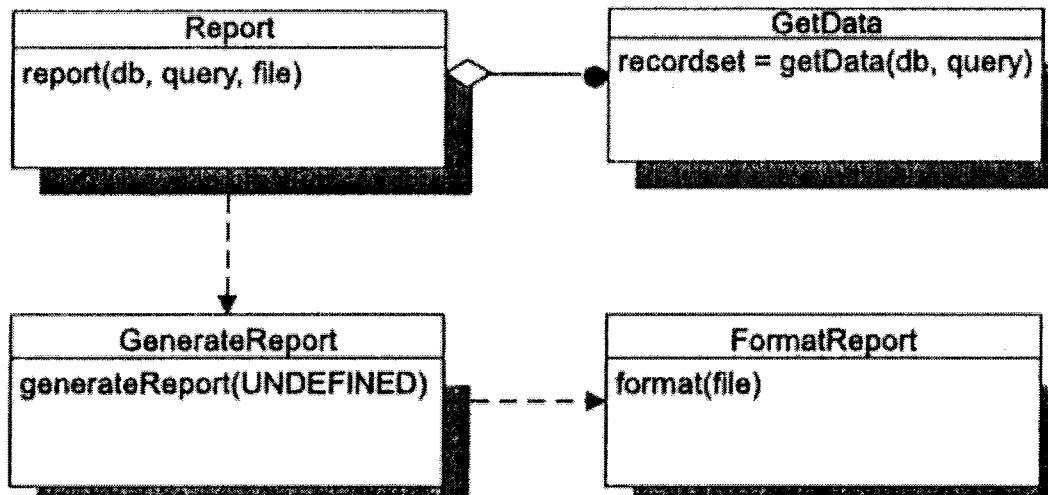 Report
report(db, query, file)
GetData
recordset = getData(db, query)
GenerateReport
generateReport(UNDEFINED)
FormatReport
format(file)